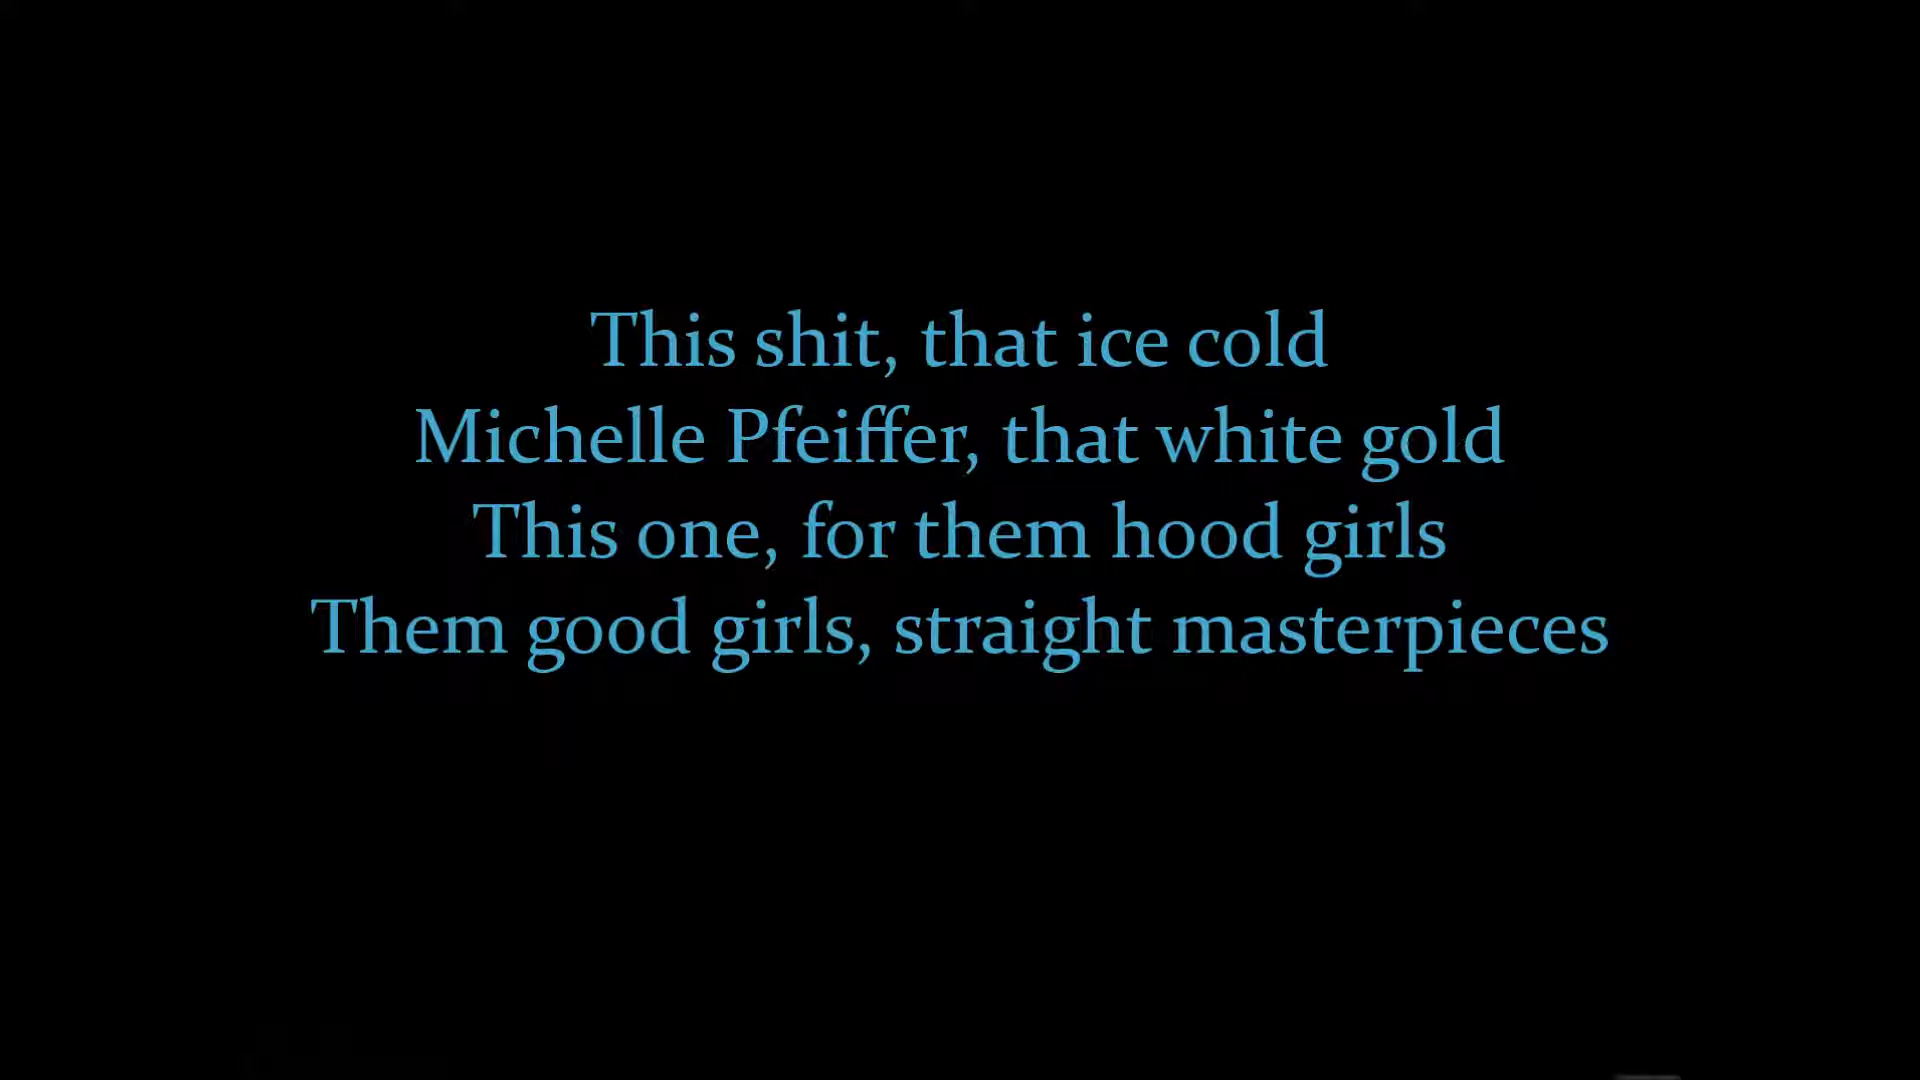 This shit, that ice cold
Michelle Pfeiffer, that white gold
This one, for them hood girls
Them good girls, straight masterpieces